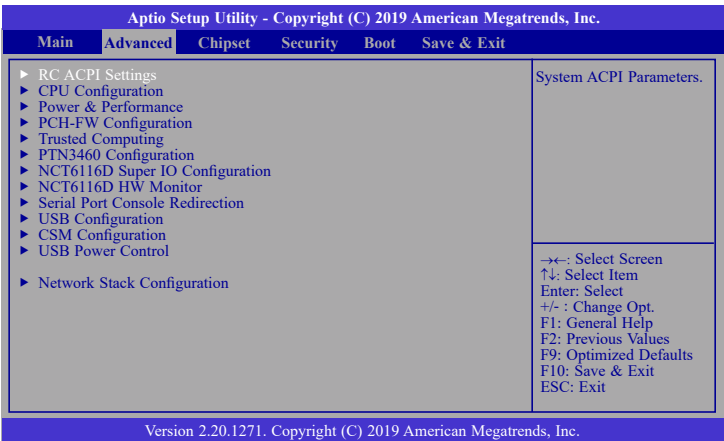 Aptio Setup Utility - Copyright (C) 2019 American Megatrends, Inc.
Main Advanced Chipset Security Boot Save & Exit
► RC ACPI Settings
► CPU Configuration
► Power & Performance
► PCH-FW Configuration
► Trusted Computing
► PTN3460 Configuration
► NCT6116D Super IO Configuration
► NCT6116D HW Monitor
► Serial Port Console Redirection
► USB Configuration
► CSM Configuration
► USB Power Control
► Network Stack Configuration
System ACPI Parameters.
→←: Select Screen
↑↓: Select Item
Enter: Select
+/- : Change Opt.
F1: General Help
F2: Previous Values
F9: Optimized Defaults
F10: Save & Exit
ESC: Exit
Version 2.20.1271. Copyright (C) 2019 American Megatrends, Inc.